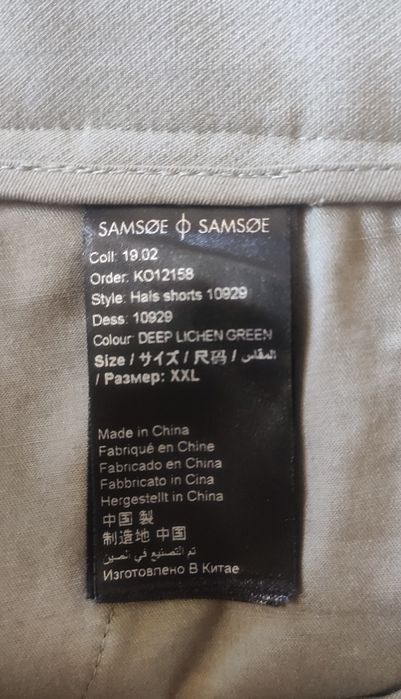 SAMSØE ϕ SAMSØE
Coll: 19.02
Order: KO12158
Style: Hals shorts 10929
Dess: 10929
Colour: DEEP LICHEN GREEN
Size / サイズ / 尺码 / المقاس
/ Размер: XXL
Made in China
Fabriqué en Chine
Fabricado en China
Fabbricato in Cina
Hergestellt in China
中国 製
制造地 中国
تم التصنيع في الصين
Изготовлено В Китае